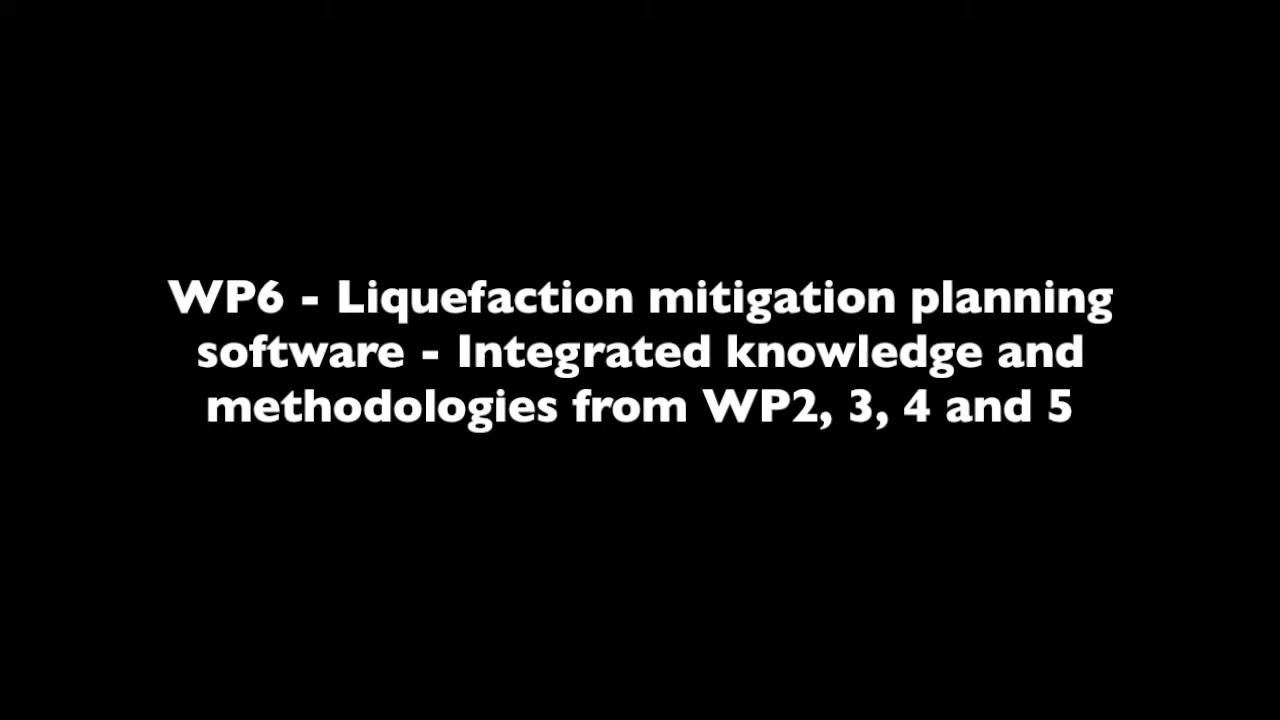 WP6 - Liquefaction mitigation planning
software - Integrated knowledge and
methodologies from WP2, 3, 4 and 5